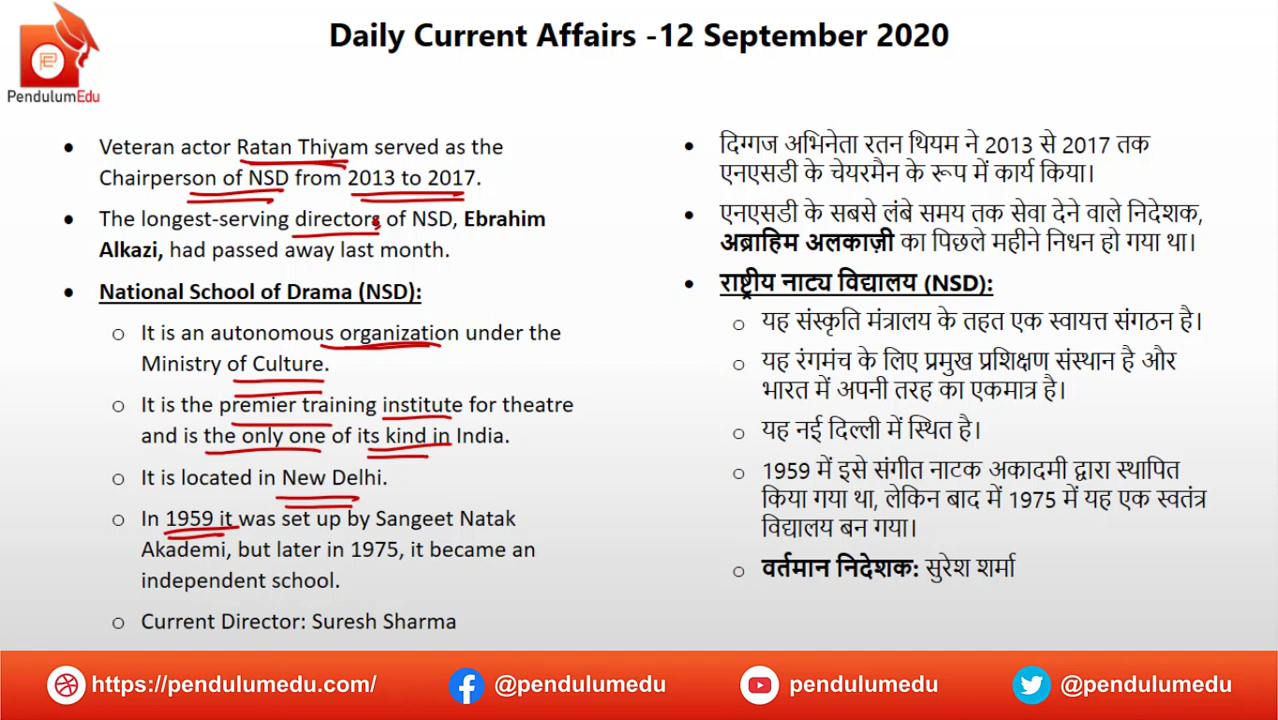 Daily Current Affairs -12 September 2020
PendulumEdu
Veteran actor Ratan Thiyam served as the
Chairperson of NSD from 2013 to 2017.
The longest-serving directors of NSD, Ebrahim
Alkazi, had passed away last month.
National School of Drama (NSD):
It is an autonomous organization under the
Ministry of Culture.
It is the premier training institute for theatre
and is the only one of its kind in India.
It is located in New Delhi.
In 1959 it was set up by Sangeet Natak
Akademi, but later in 1975, it became an
independent school.
Current Director: Suresh Sharma
दिग्गज अभिनेता रतन थियम ने 2013 से 2017 तक
एनएसडी के चेयरमैन के रूप में कार्य किया।
एनएसडी के सबसे लंबे समय तक सेवा देने वाले निदेशक,
अब्राहिम अलकाज़ी का पिछले महीने निधन हो गया था।
राष्ट्रीय नाट्य विद्यालय (NSD):
यह संस्कृति मंत्रालय के तहत एक स्वायत्त संगठन है।
यह रंगमंच के लिए प्रमुख प्रशिक्षण संस्थान है और
भारत में अपनी तरह का एकमात्र है।
यह नई दिल्ली में स्थित है।
1959 में इसे संगीत नाटक अकादमी द्वारा स्थापित
किया गया था, लेकिन बाद में 1975 में यह एक स्वतंत्र
विद्यालय बन गया।
वर्तमान निदेशक: सुरेश शर्मा
https://pendulumedu.com/
@pendulumedu
pendulumedu
@pendulumedu